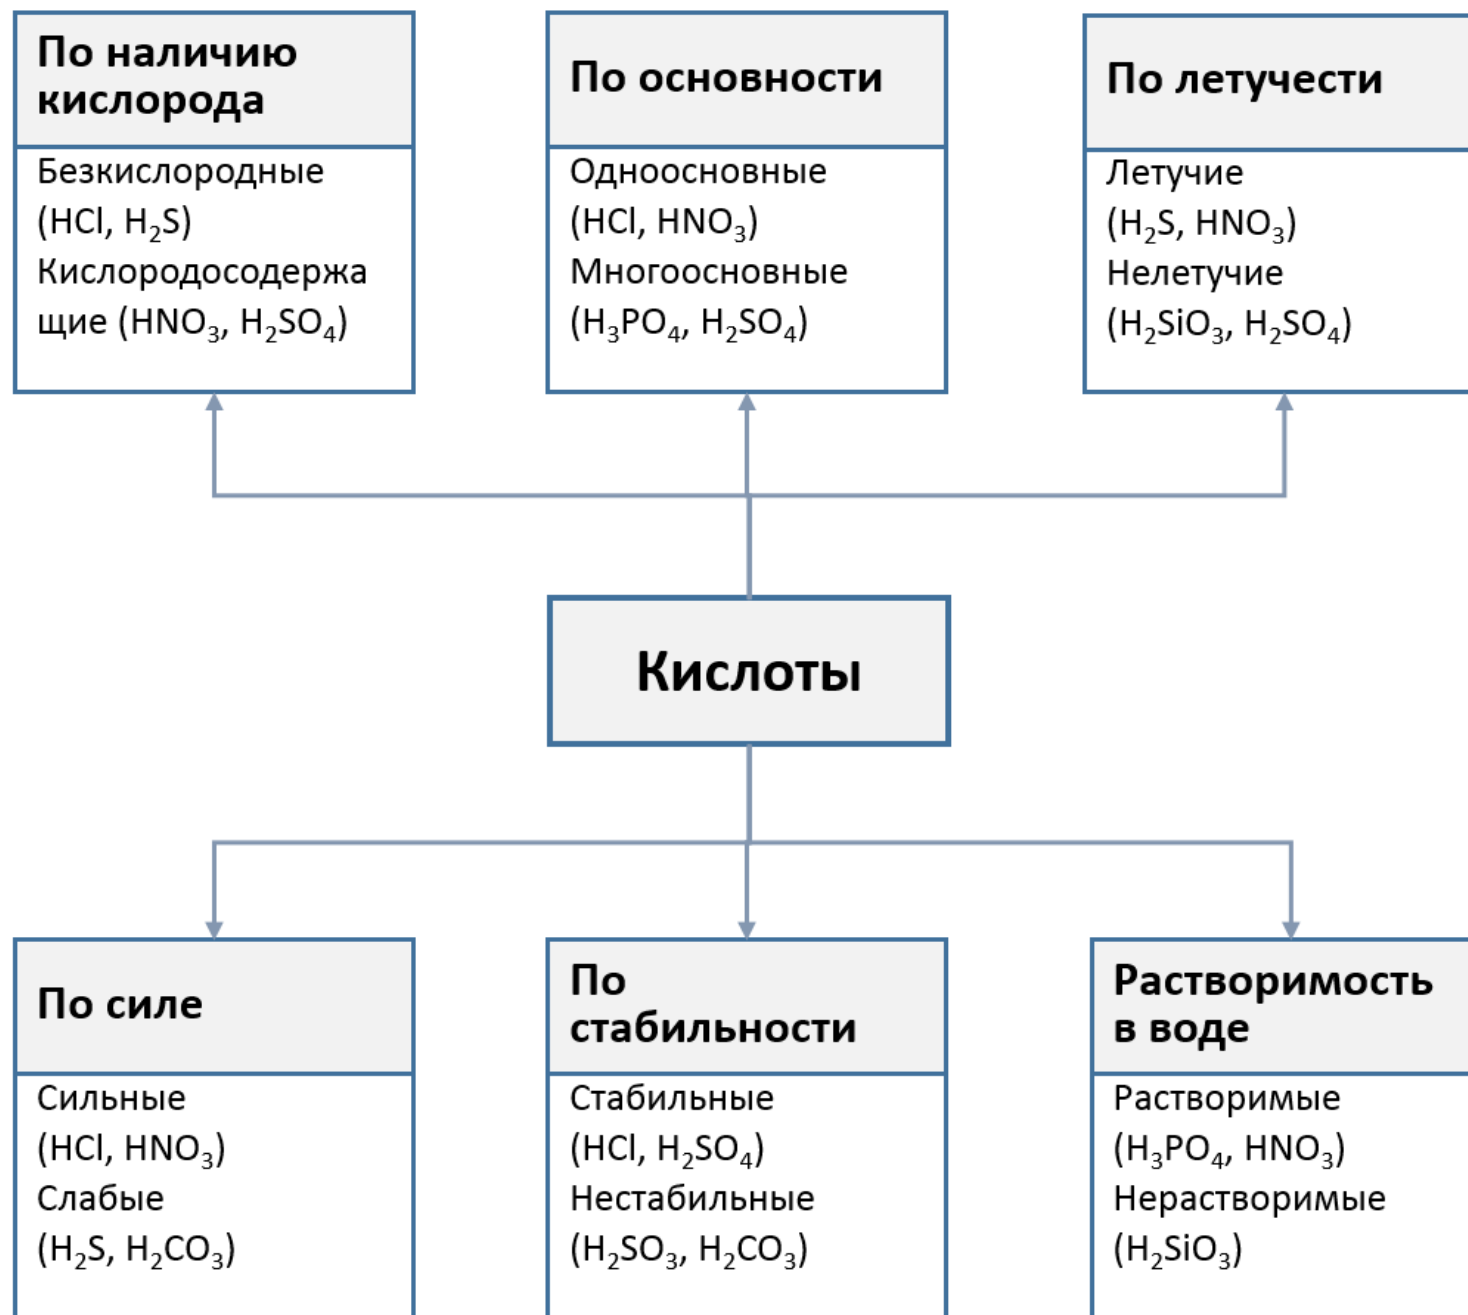 По наличию
кислорода
Безкислородные
(HCl, H₂S)
Кислородосодержа
щие (HNO₃, H₂SO₄)
По основности
Одноосновные
(HCl, HNO₃)
Многоосновные
(H₃PO₄, H₂SO₄)
По летучести
Летучие
(H₂S, HNO₃)
Нелетучие
(H₂SiO₃, H₂SO₄)
Кислоты
По силе
Сильные
(HCl, HNO₃)
Слабые
(H₂S, H₂CO₃)
По
стабильности
Стабильные
(HCl, H₂SO₄)
Нестабильные
(H₂SO₃, H₂CO₃)
Растворимость
в воде
Растворимые
(H₃PO₄, HNO₃)
Нерастворимые
(H₂SiO₃)